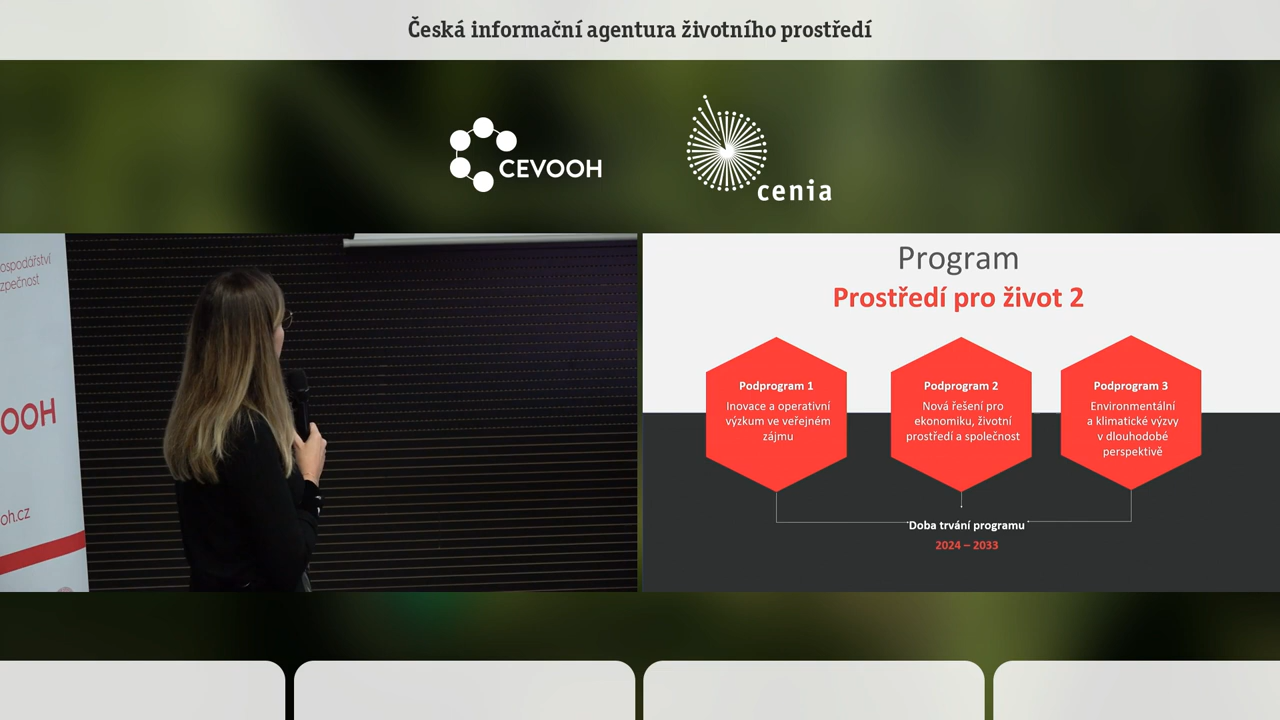 Česká informační agentura životního prostředí
CEVOOH
cenia
ospodářství
zpečnost
OOH
oh.cz
Program
Prostředí pro život 2
Podprogram 1
Inovace a operativní
výzkum ve veřejném
zájmu
Podprogram 2
Nová řešení pro
ekonomiku, životní
prostředí a společnost
Podprogram 3
Environmentální
a klimatické výzvy
v dlouhodobé
perspektivě
Doba trvání programu
2024 – 2033